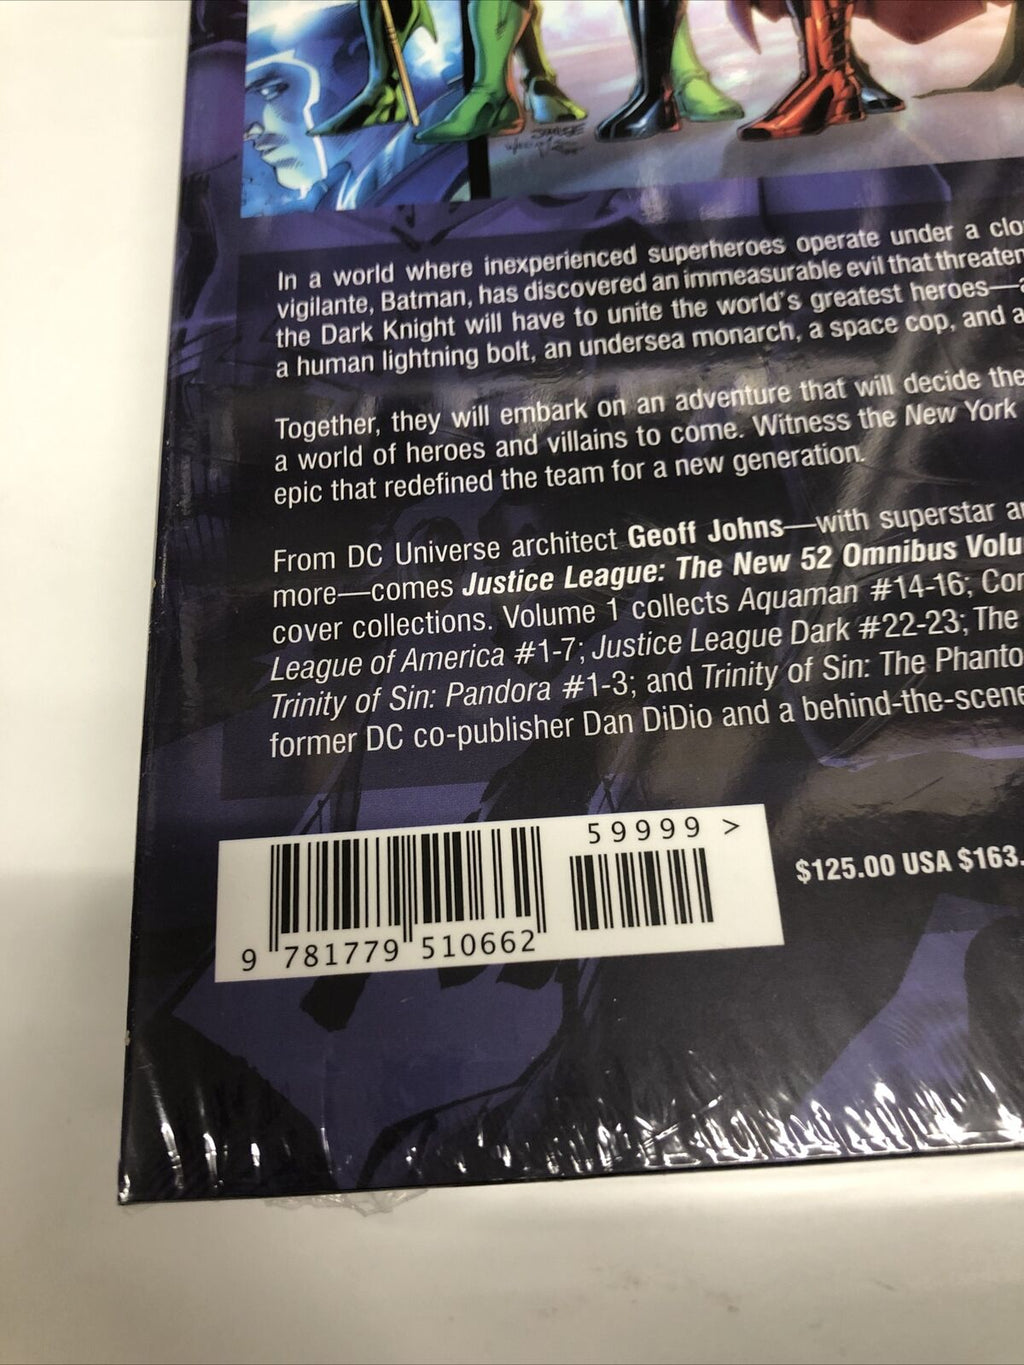 In a world where inexperienced superheroes operate under a clo
vigilante, Batman, has discovered an immeasurable evil that threaten
the Dark Knight will have to unite the world's greatest heroes—a
a human lightning bolt, an undersea monarch, a space cop, and a
Together, they will embark on an adventure that will decide the
a world of heroes and villains to come. Witness the New York
epic that redefined the team for a new generation.
From DC Universe architect Geoff Johns—with superstar a
more—comes Justice League: The New 52 Omnibus Volu
cover collections. Volume 1 collects Aquaman #14-16; Con
League of America #1-7; Justice League Dark #22-23; The
Trinity of Sin: Pandora #1-3; and Trinity of Sin: The Phanto
former DC co-publisher Dan DiDio and a behind-the-scene
59999 >
$125.00 USA $163.
9 781779 510662